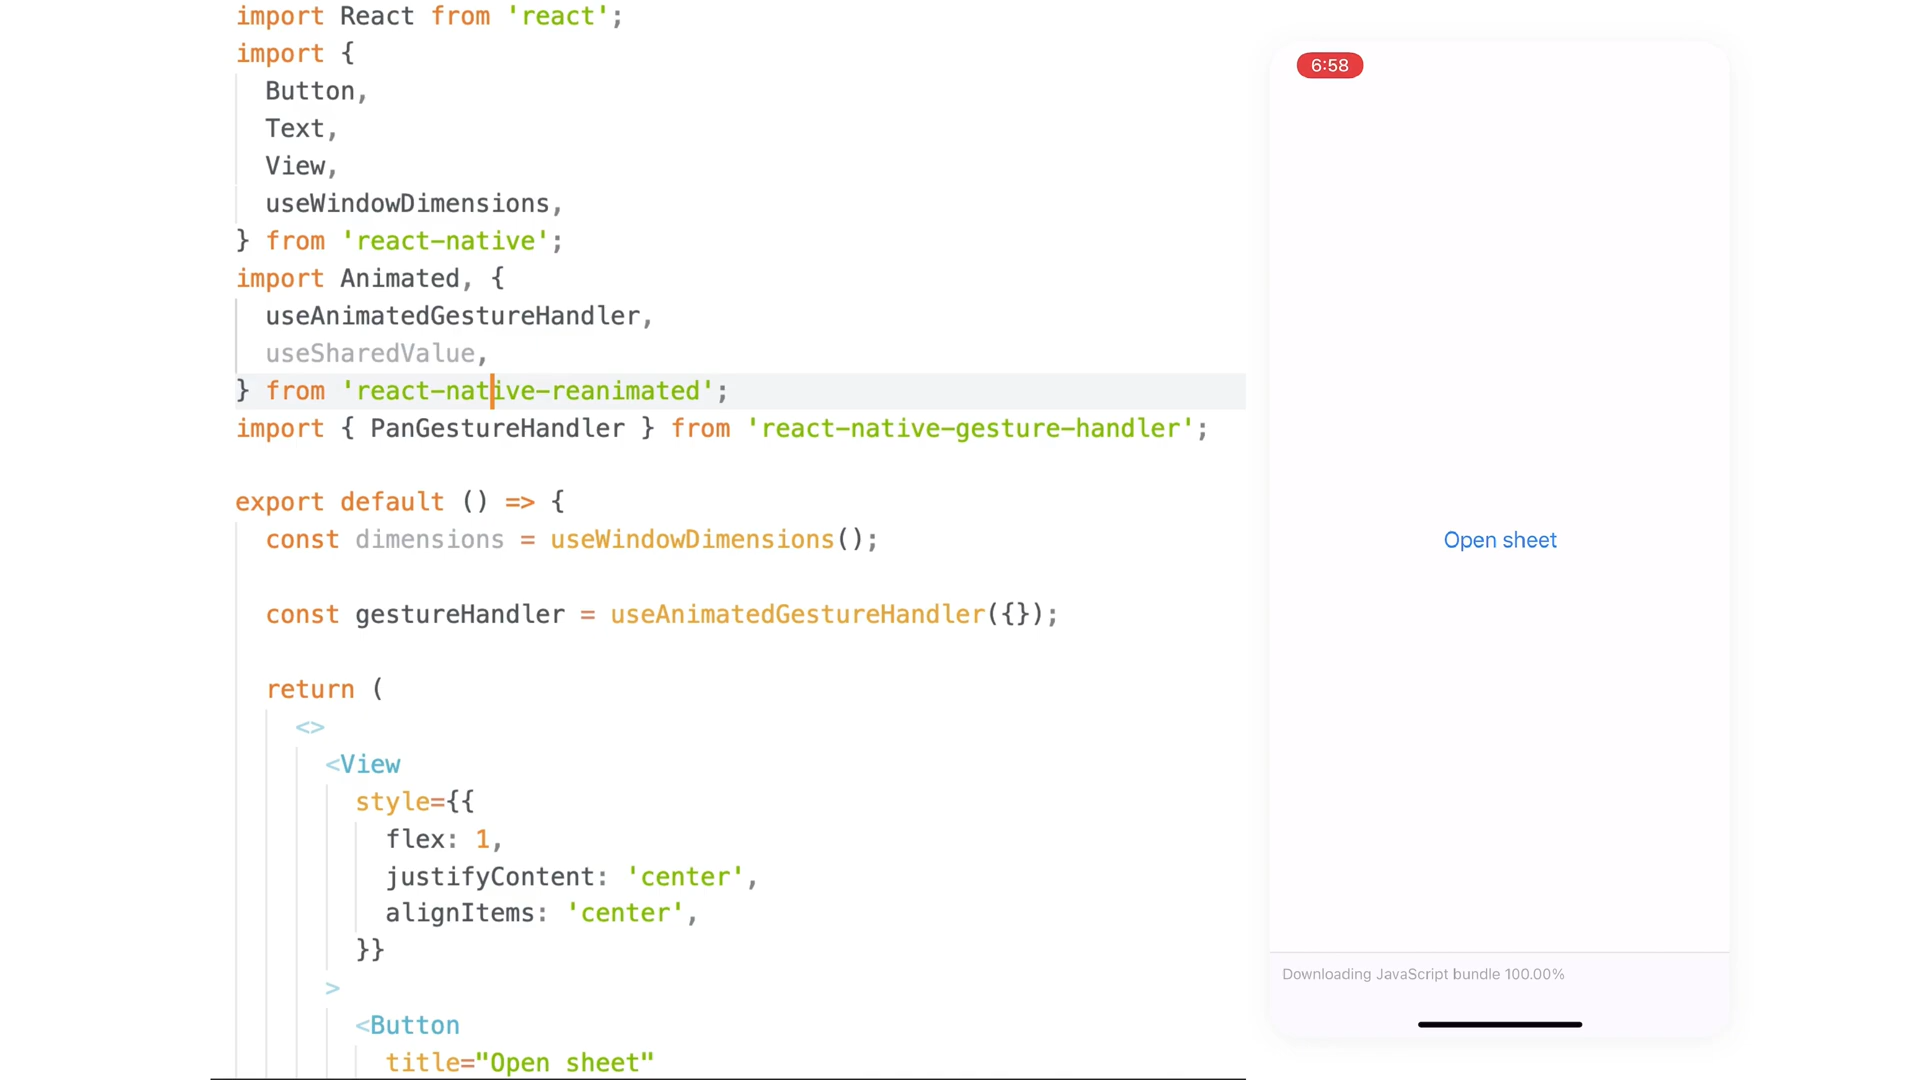 import React from 'react';
import {
Button,
Text,
View,
useWindowDimensions,
} from 'react-native';
import Animated, {
useAnimatedGestureHandler,
useSharedValue,
} from 'react-native-reanimated';
import { PanGestureHandler } from 'react-native-gesture-handler';
export default () => {
const dimensions = useWindowDimensions();
const gestureHandler = useAnimatedGestureHandler({});
return (
<>
<View
style={{
flex: 1,
justifyContent: 'center',
alignItems: 'center',
}}
>
<Button
title="Open sheet"
6:58
Open sheet
Downloading JavaScript bundle 100.00%